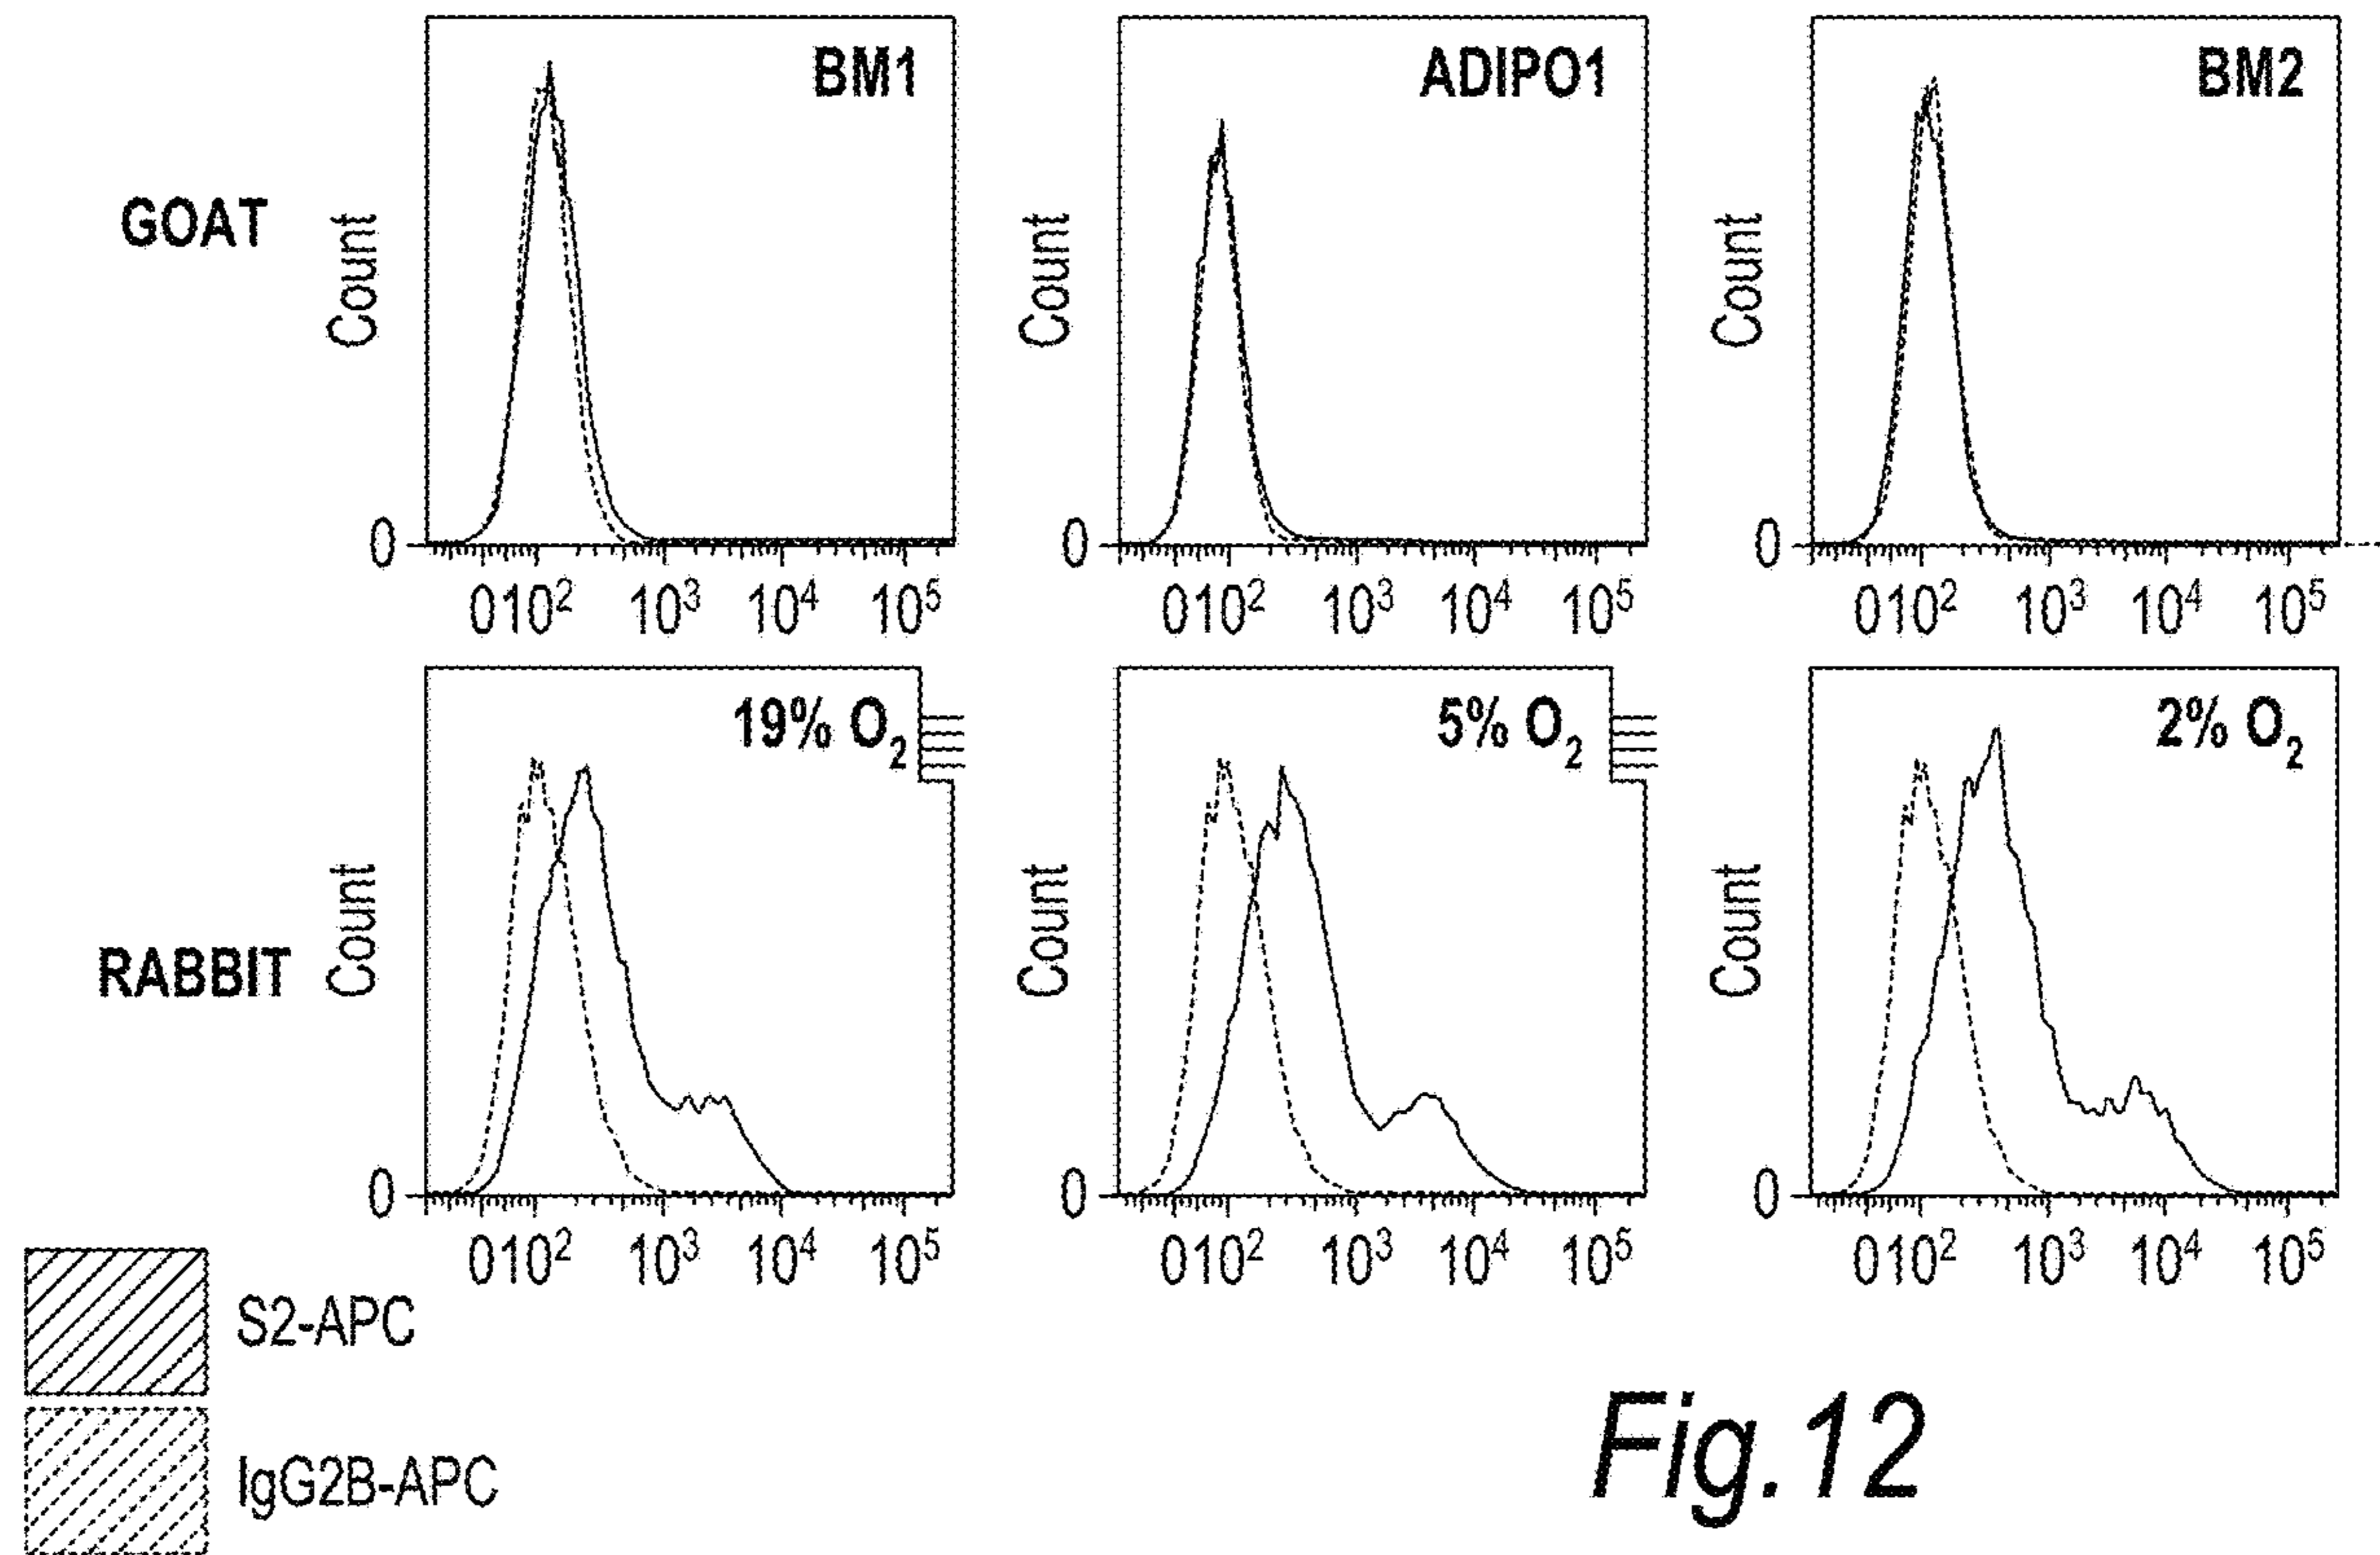 BM1
ADIPO1
BM2
GOAT
Count
Count
Count
0
0
0
0 10² 10³ 10⁴ 10⁵
0 10² 10³ 10⁴ 10⁵
0 10² 10³ 10⁴ 10⁵
19% O₂
5% O₂
2% O₂
RABBIT
Count
Count
Count
0
0
0
0 10² 10³ 10⁴ 10⁵
0 10² 10³ 10⁴ 10⁵
0 10² 10³ 10⁴ 10⁵
S2-APC
IgG2B-APC
Fig.12